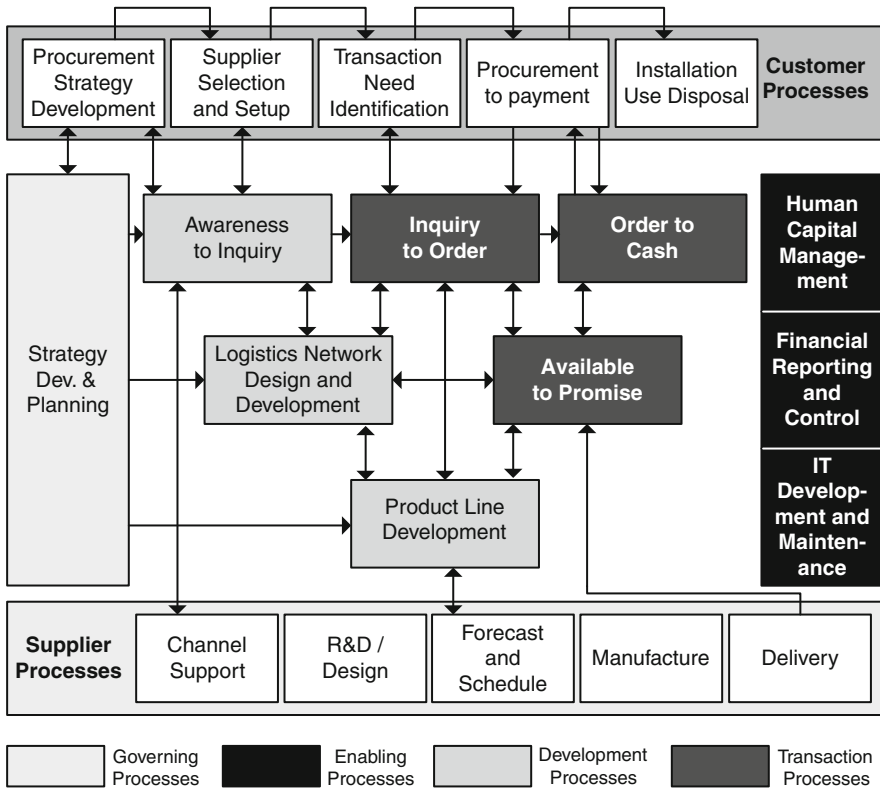 Procurement
Strategy
Development
Supplier
Selection
and Setup
Transaction
Need
Identification
Procurement
to payment
Installation
Use Disposal
Customer
Processes
Strategy
Dev. &
Planning
Awareness
to Inquiry
Inquiry
to Order
Order to
Cash
Human
Capital
Manage-
ment
Logistics Network
Design and
Development
Available
to Promise
Financial
Reporting
and
Control
Product Line
Development
IT
Develop-
ment and
Mainten-
ance
Supplier
Processes
Channel
Support
R&D /
Design
Forecast
and
Schedule
Manufacture
Delivery
Governing
Processes
Enabling
Processes
Development
Processes
Transaction
Processes